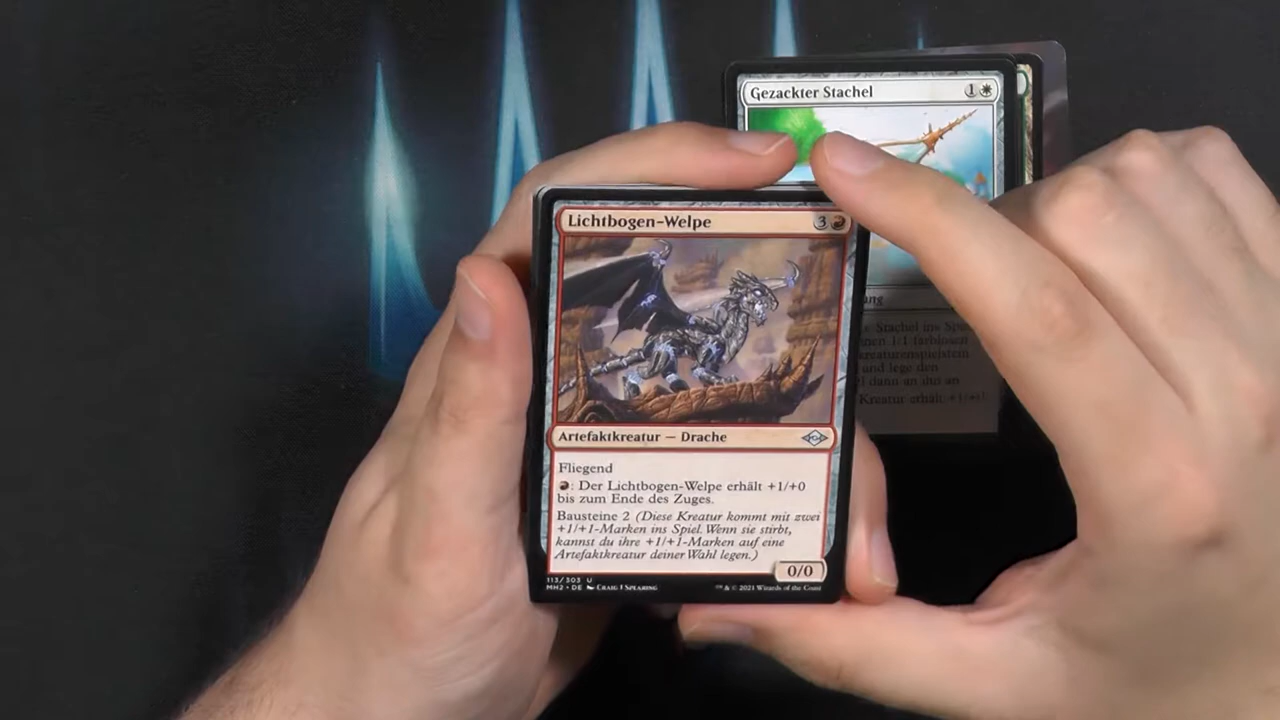 Gezackter Stachel 1
Lichtbogen-Welpe 3
Artefaktkreatur — Drache
Fliegend
: Der Lichtbogen-Welpe erhält +1/+0
bis zum Ende des Zuges.
Bausteine 2 (Diese Kreatur kommt mit zwei
+1/+1-Marken ins Spiel. Wenn sie stirbt,
kannst du ihre +1/+1-Marken auf eine
Artefaktkreatur deiner Wahl legen.)
0/0
113/303 U
MH2 • DE Craig J Spearing
™ & © 2021 Wizards of the Coast
Stachel ins
1/1 farblosen
und lege den
dann an ihn an
Kreatur erhält +1/+1.